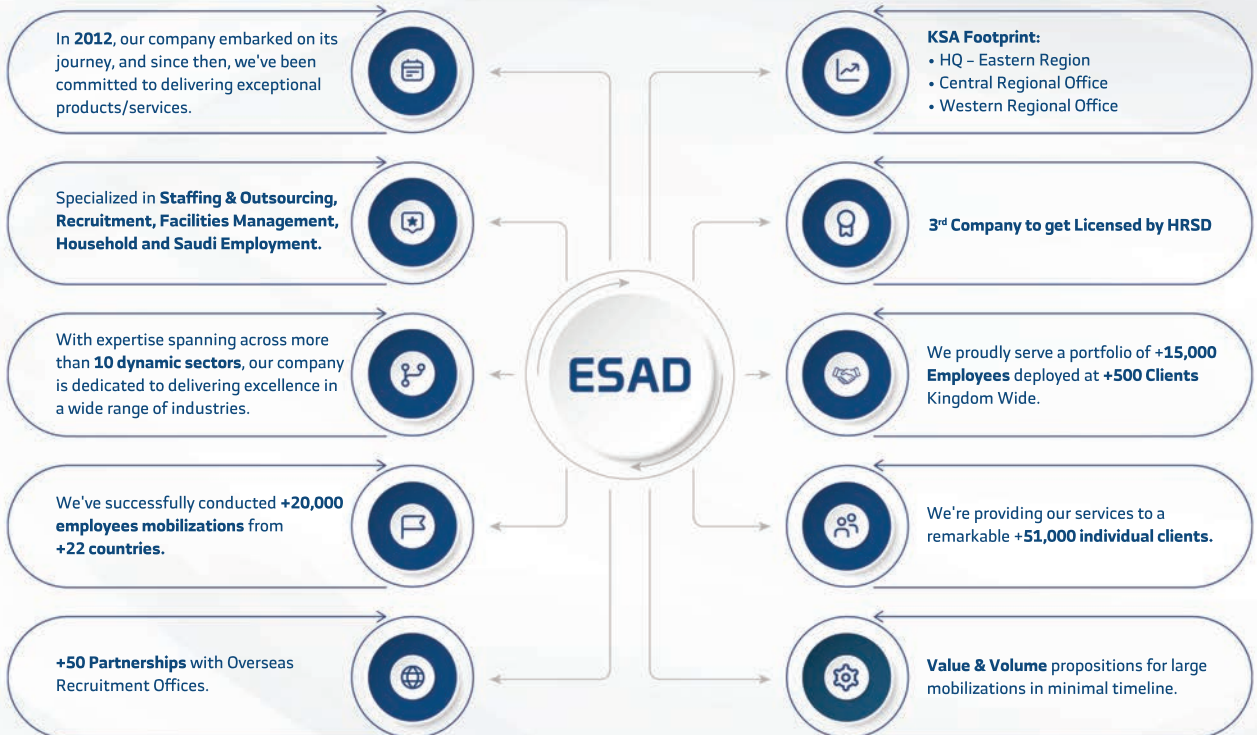 In 2012, our company embarked on its
journey, and since then, we've been
committed to delivering exceptional
products/services.
Specialized in Staffing & Outsourcing,
Recruitment, Facilities Management,
Household and Saudi Employment.
With expertise spanning across more
than 10 dynamic sectors, our company
is dedicated to delivering excellence in
a wide range of industries.
We've successfully conducted +20,000
employees mobilizations from
+22 countries.
+50 Partnerships with Overseas
Recruitment Offices.
ESAD
KSA Footprint:
• HQ – Eastern Region
• Central Regional Office
• Western Regional Office
3rd Company to get Licensed by HRSD
We proudly serve a portfolio of +15,000
Employees deployed at +500 Clients
Kingdom Wide.
We're providing our services to a
remarkable +51,000 individual clients.
Value & Volume propositions for large
mobilizations in minimal timeline.